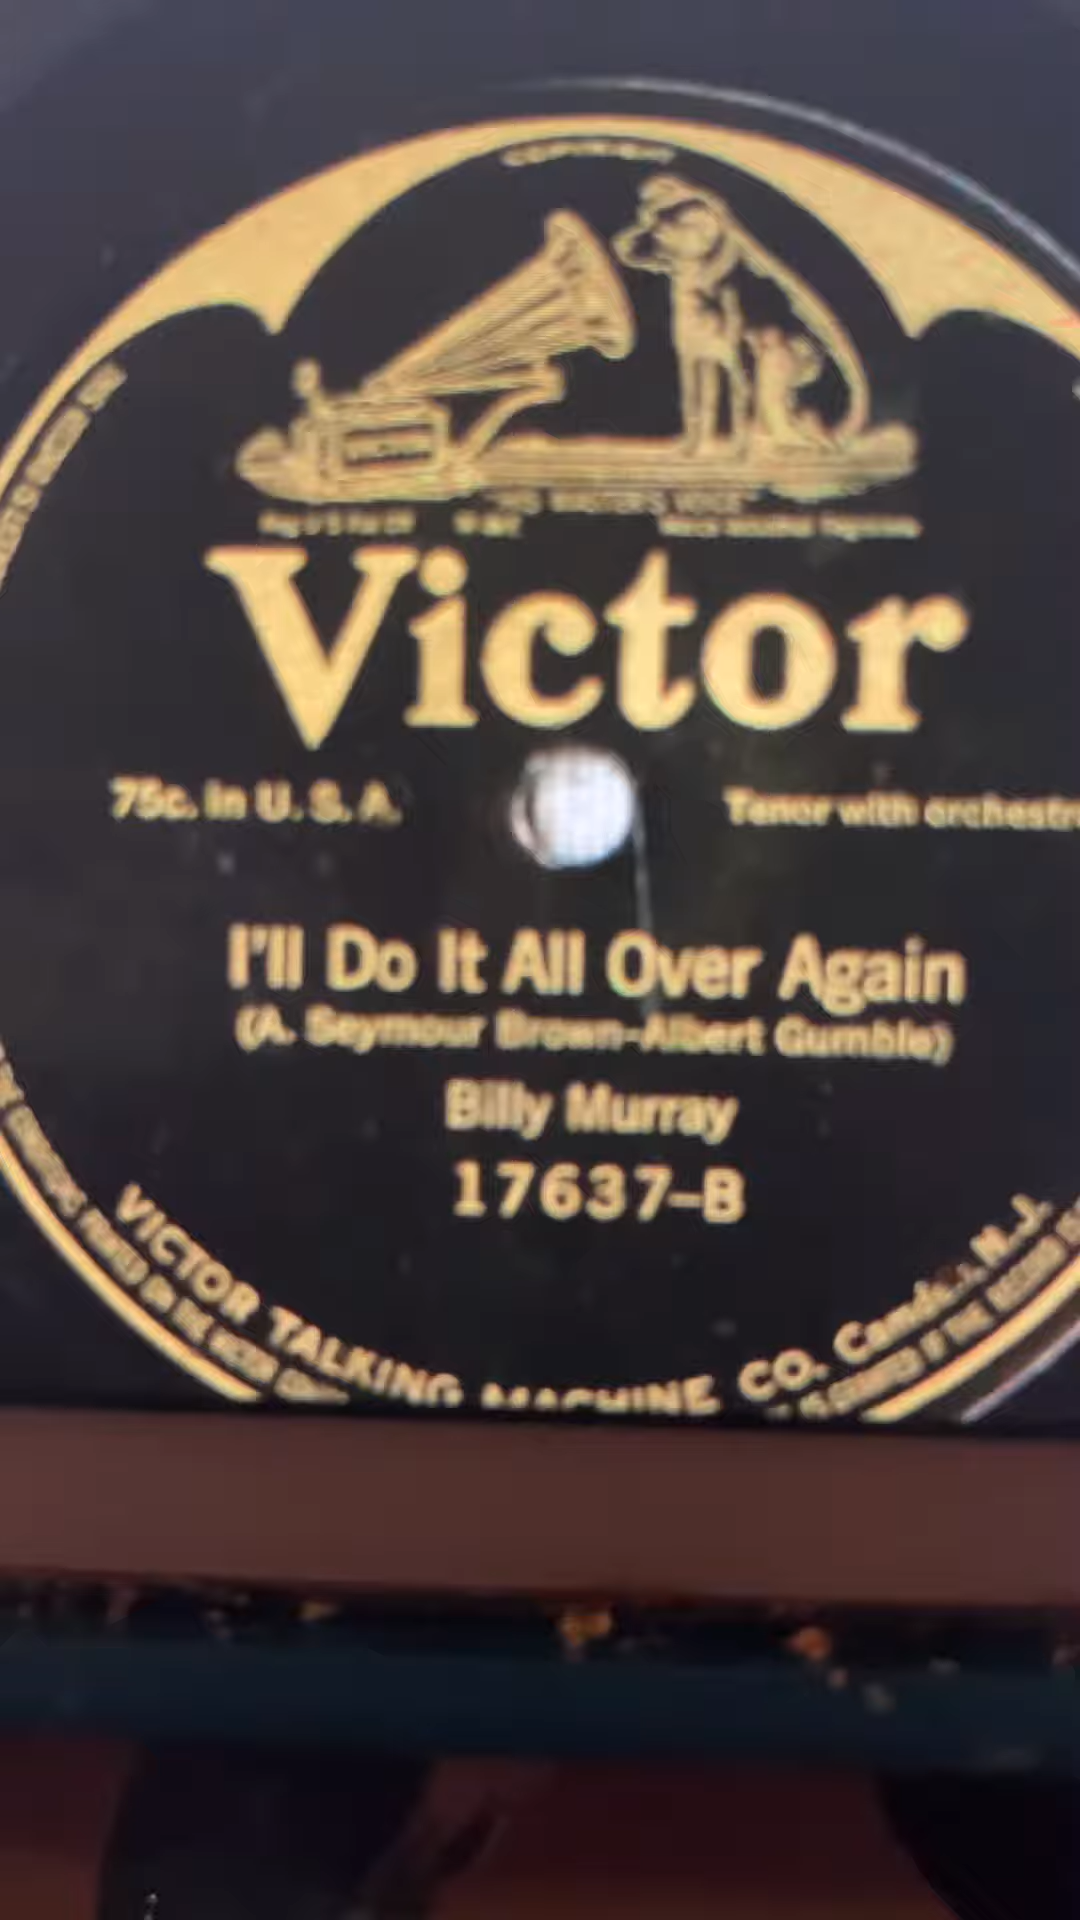 COPYRIGHT
"HIS MASTER'S VOICE"
Victor
75c. in U. S. A.
Tenor with orchestra
I'll Do It All Over Again
(A. Seymour Brown-Albert Gumble)
Billy Murray
17637-B
VICTOR TALKING MACHINE CO. Camden, N.J.